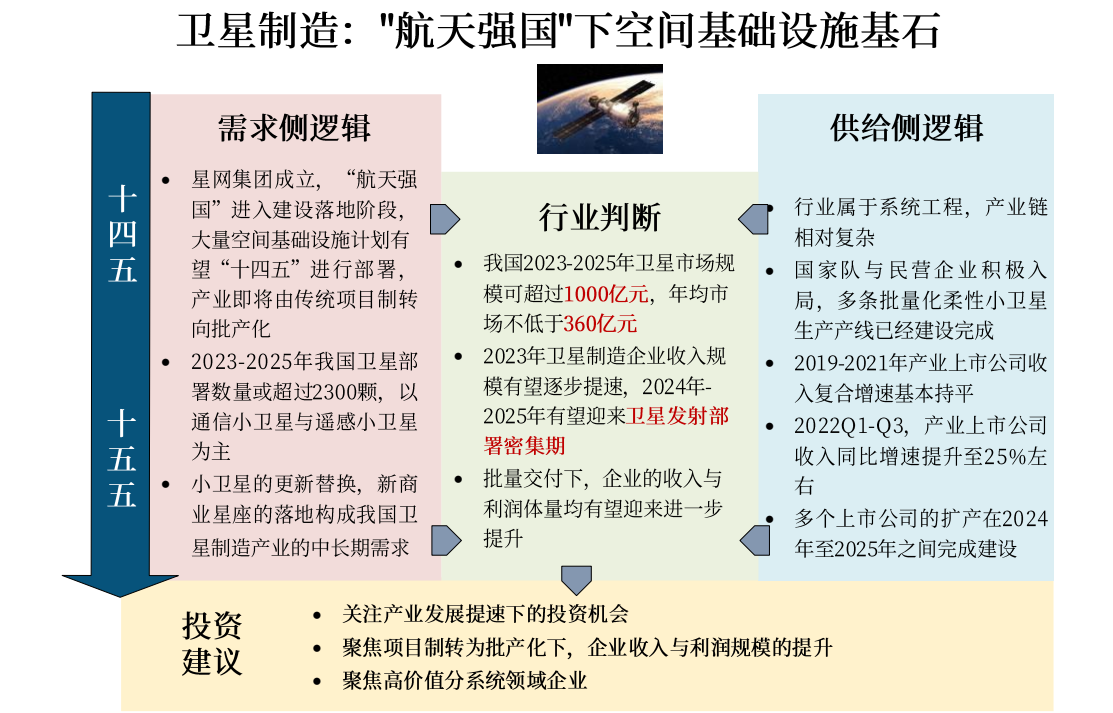 卫星制造："航天强国"下空间基础设施基石
十四五
十五五
需求侧逻辑
• 星网集团成立，“航天强
国”进入建设落地阶段，
大量空间基础设施计划有
望“十四五”进行部署，
产业即将由传统项目制转
向批产化
• 2023-2025年我国卫星部
署数量或超过2300颗，以
通信小卫星与遥感小卫星
为主
• 小卫星的更新替换，新商
业星座的落地构成我国卫
星制造产业的中长期需求
行业判断
• 我国2023-2025年卫星市场规
模可超过1000亿元，年均市
场不低于360亿元
• 2023年卫星制造企业收入规
模有望逐步提速，2024年-
2025年有望迎来卫星发射部
署密集期
• 批量交付下，企业的收入与
利润体量均有望迎来进一步
提升
供给侧逻辑
• 行业属于系统工程，产业链
相对复杂
• 国家队与民营企业积极入
局，多条批量化柔性小卫星
生产产线已经建设完成
• 2019-2021年产业上市公司收
入复合增速基本持平
• 2022Q1-Q3，产业上市公司
收入同比增速提升至25%左
右
• 多个上市公司的扩产在2024
年至2025年之间完成建设
投资
建议
• 关注产业发展提速下的投资机会
• 聚焦项目制转为批产化下，企业收入与利润规模的提升
• 聚焦高价值分系统领域企业